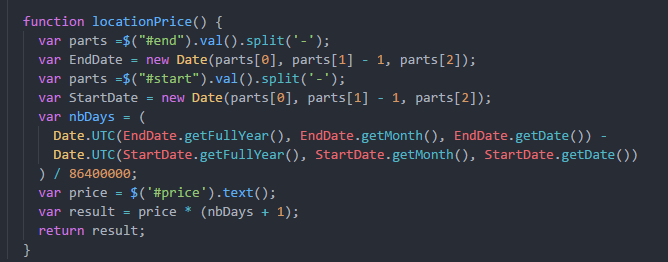 function locationPrice() {
var parts =$("#end").val().split('-');
var EndDate = new Date(parts[0], parts[1] - 1, parts[2]);
var parts =$("#start").val().split('-');
var StartDate = new Date(parts[0], parts[1] - 1, parts[2]);
var nbDays = (
Date.UTC(EndDate.getFullYear(), EndDate.getMonth(), EndDate.getDate()) -
Date.UTC(StartDate.getFullYear(), StartDate.getMonth(), StartDate.getDate())
) / 86400000;
var price = $('#price').text();
var result = price * (nbDays + 1);
return result;
}